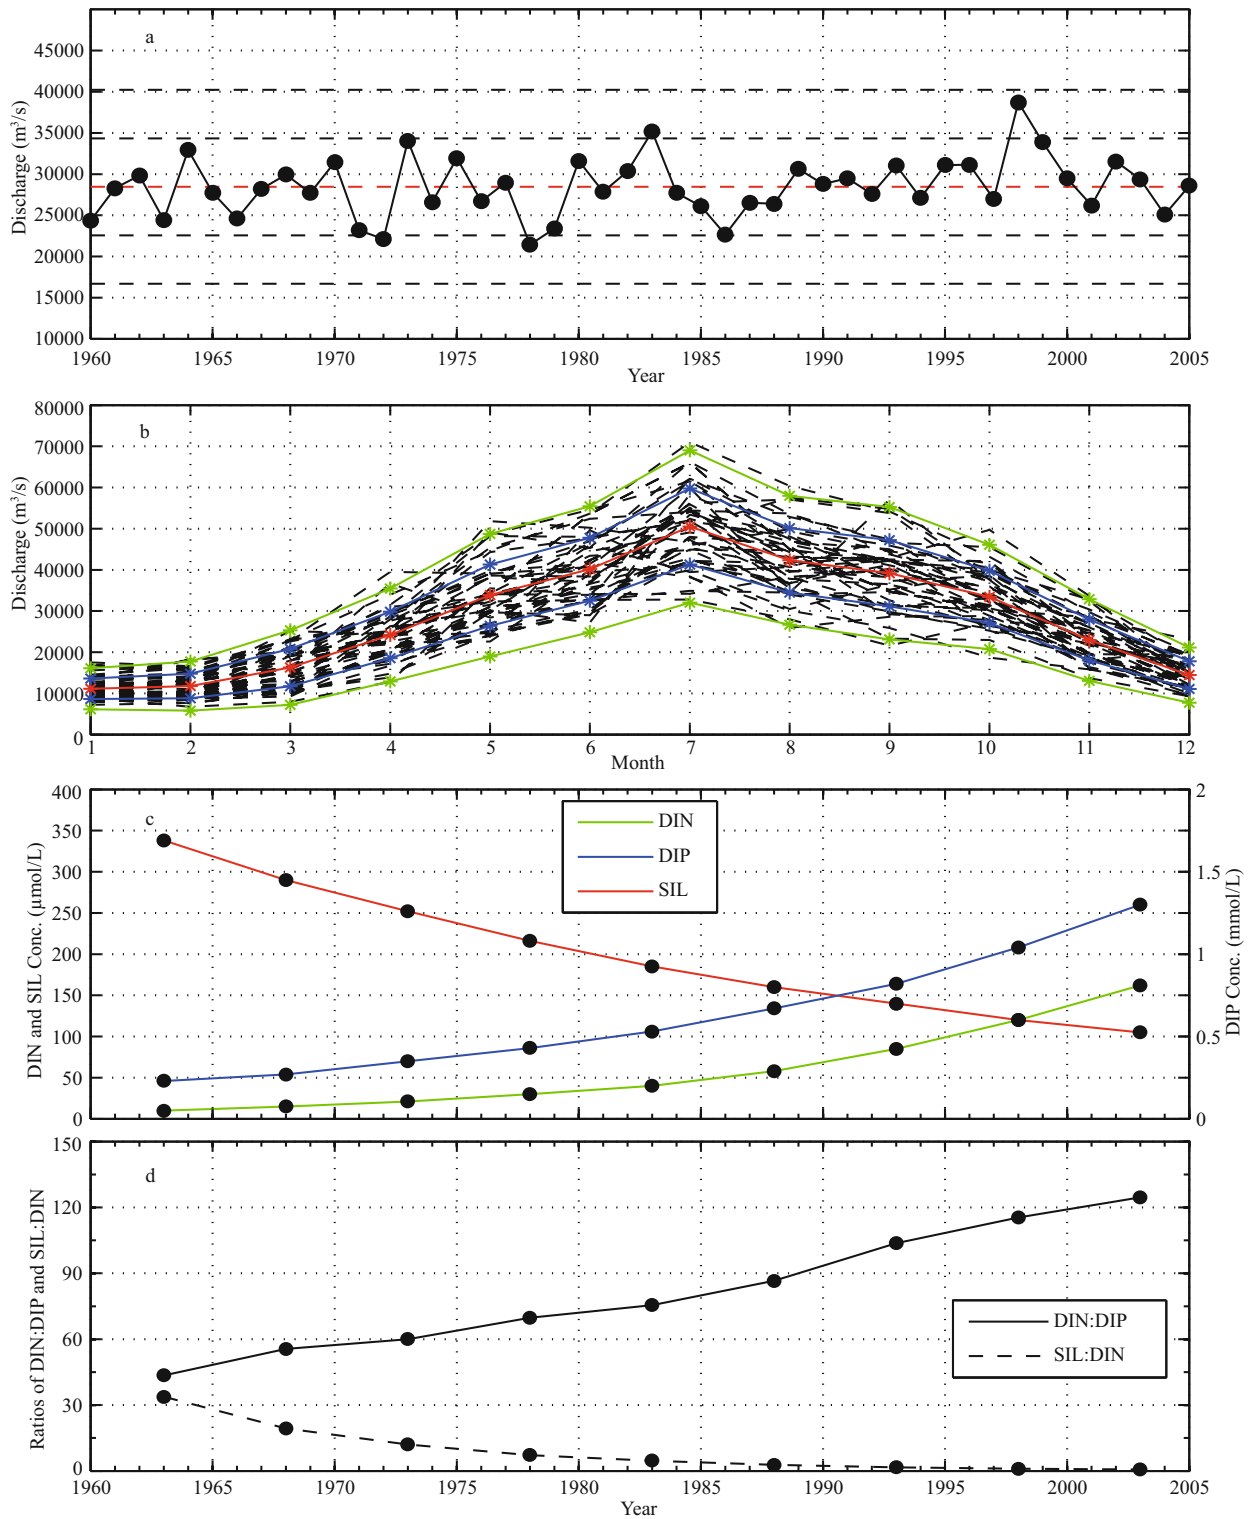 a
45000
40000
35000
30000
25000
20000
15000
10000
Discharge (m³/s)
1960 1965 1970 1975 1980 1985 1990 1995 2000 2005
Year
b
80000
70000
60000
50000
40000
30000
20000
10000
0
Discharge (m³/s)
1 2 3 4 5 6 7 8 9 10 11 12
Month
c
400
350
300
250
200
150
100
50
0
DIN and SIL Conc. (μmol/L)
DIN
DIP
SIL
2
1.5
1
0.5
0
DIP Conc. (mmol/L)
d
150
120
90
60
30
0
Ratios of DIN:DIP and SIL:DIN
DIN:DIP
SIL:DIN
1960 1965 1970 1975 1980 1985 1990 1995 2000 2005
Year